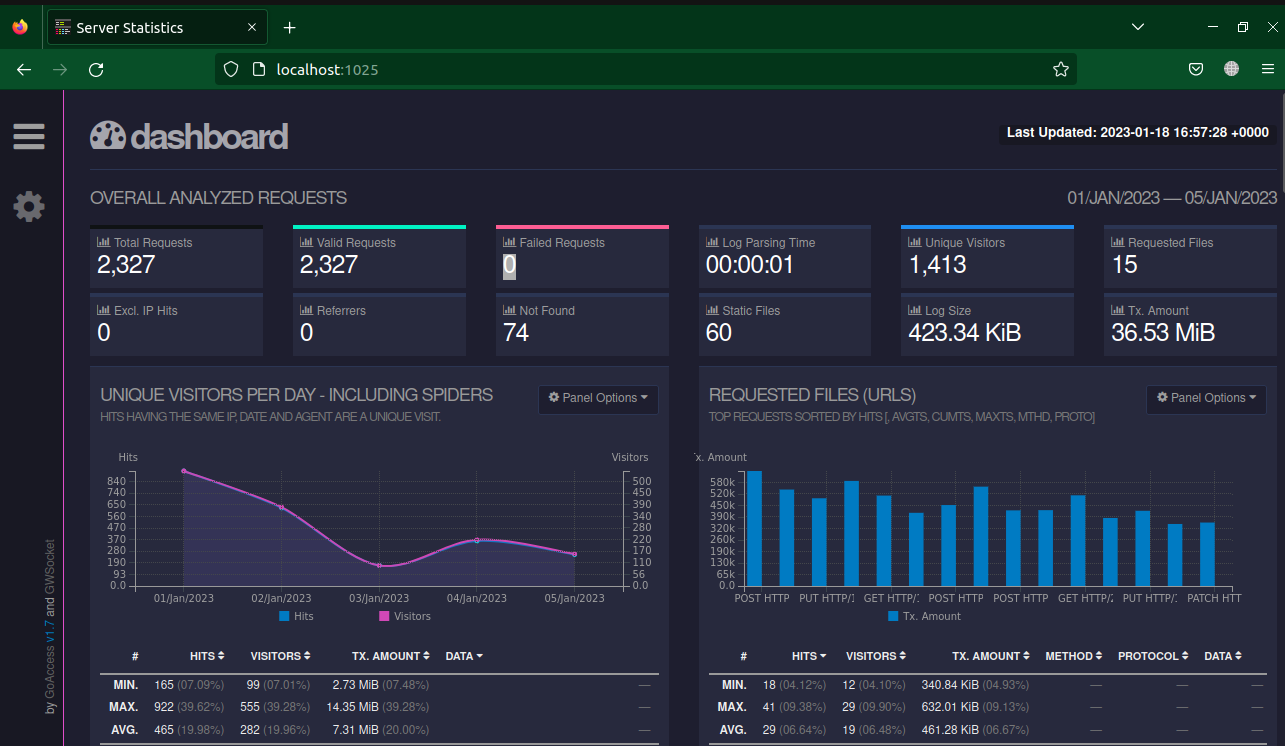 Server Statistics
localhost:1025
dashboard
Last Updated: 2023-01-18 16:57:28 +0000
OVERALL ANALYZED REQUESTS
01/JAN/2023 — 05/JAN/2023
Total Requests
2,327
Valid Requests
2,327
Failed Requests
0
Log Parsing Time
00:00:01
Unique Visitors
1,413
Requested Files
15
Excl. IP Hits
0
Referrers
0
Not Found
74
Static Files
60
Log Size
423.34 KiB
Tx. Amount
36.53 MiB
UNIQUE VISITORS PER DAY - INCLUDING SPIDERS
Panel Options
HITS HAVING THE SAME IP, DATE AND AGENT ARE A UNIQUE VISIT.
Hits
Visitors
840 500
740 450
650 390
560 340
470 280
370 220
280 170
190 110
93 56
0.0 0.0
01/Jan/2023 02/Jan/2023 03/Jan/2023 04/Jan/2023 05/Jan/2023
Hits Visitors
# HITS VISITORS TX. AMOUNT DATA
MIN. 165 (07.09%) 99 (07.01%) 2.73 MiB (07.48%) —
MAX. 922 (39.62%) 555 (39.28%) 14.35 MiB (39.28%) —
AVG. 465 (19.98%) 282 (19.96%) 7.31 MiB (20.00%) —
REQUESTED FILES (URLS)
Panel Options
TOP REQUESTS SORTED BY HITS [, AVGTS, CUMTS, MAXTS, MTHD, PROTO]
x. Amount
580k
520k
450k
390k
320k
260k
190k
130k
65k
0.0
POST HTTP PUT HTTP/1 GET HTTP/ POST HTTP POST HTTP GET HTTP/2 PUT HTTP/ PATCH HTT
Tx. Amount
# HITS VISITORS TX. AMOUNT METHOD PROTOCOL DATA
MIN. 18 (04.12%) 12 (04.10%) 340.84 KiB (04.93%) — — —
MAX. 41 (09.38%) 29 (09.90%) 632.01 KiB (09.13%) — — —
AVG. 29 (06.64%) 19 (06.48%) 461.28 KiB (06.67%) — — —
by GoAccess v1.7 and GWSocket